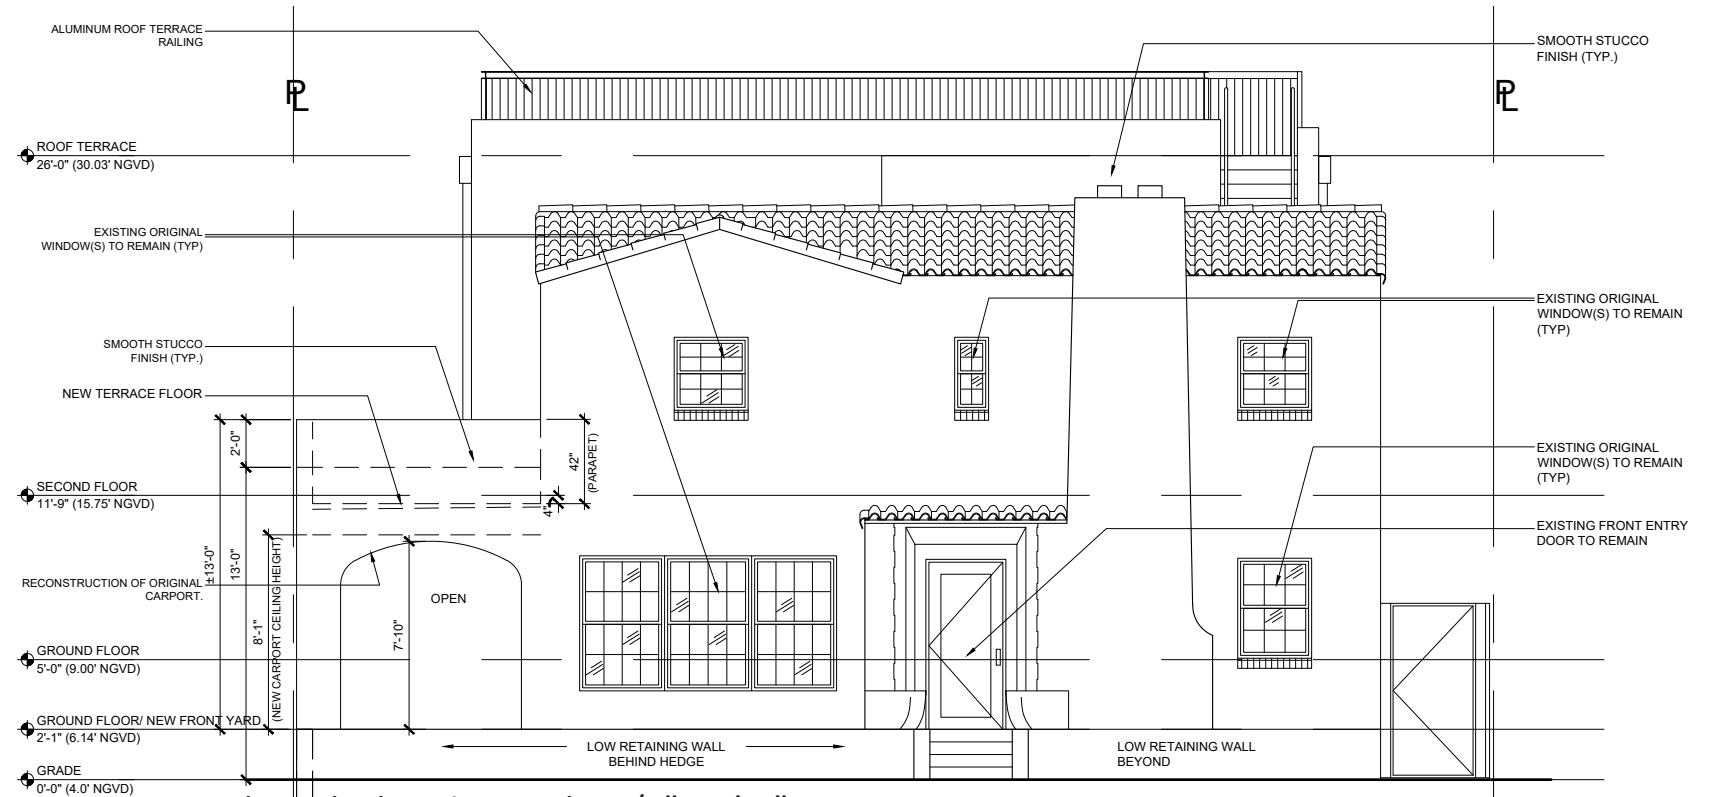 ALUMINUM ROOF TERRACE
RAILING
SMOOTH STUCCO
FINISH (TYP.)
PL
PL
ROOF TERRACE
26'-0" (30.03' NGVD)
EXISTING ORIGINAL
WINDOW(S) TO REMAIN (TYP)
EXISTING ORIGINAL
WINDOW(S) TO REMAIN
(TYP)
SMOOTH STUCCO
FINISH (TYP.)
NEW TERRACE FLOOR
2'-0"
42"
(PARAPET)
EXISTING ORIGINAL
WINDOW(S) TO REMAIN
(TYP)
SECOND FLOOR
11'-9" (15.75' NGVD)
4"
EXISTING FRONT ENTRY
DOOR TO REMAIN
RECONSTRUCTION OF ORIGINAL
CARPORT.
±13'-0"
13'-0"
8'-1"
(NEW CARPORT CEILING HEIGHT)
7'-10"
OPEN
GROUND FLOOR
5'-0" (9.00' NGVD)
GROUND FLOOR/ NEW FRONT YARD
2'-1" (6.14' NGVD)
LOW RETAINING WALL
BEHIND HEDGE
LOW RETAINING WALL
BEYOND
GRADE
0'-0" (4.0' NGVD)